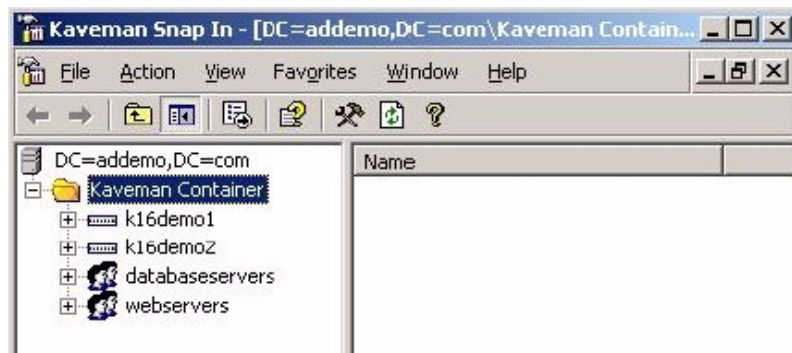 Kaveman Snap In - [DC=addemo,DC=com\Kaveman Contain...
File Action View Favorites Window Help
DC=addemo,DC=com
Name
Kaveman Container
k16demo1
k16demo2
databaseservers
webservers